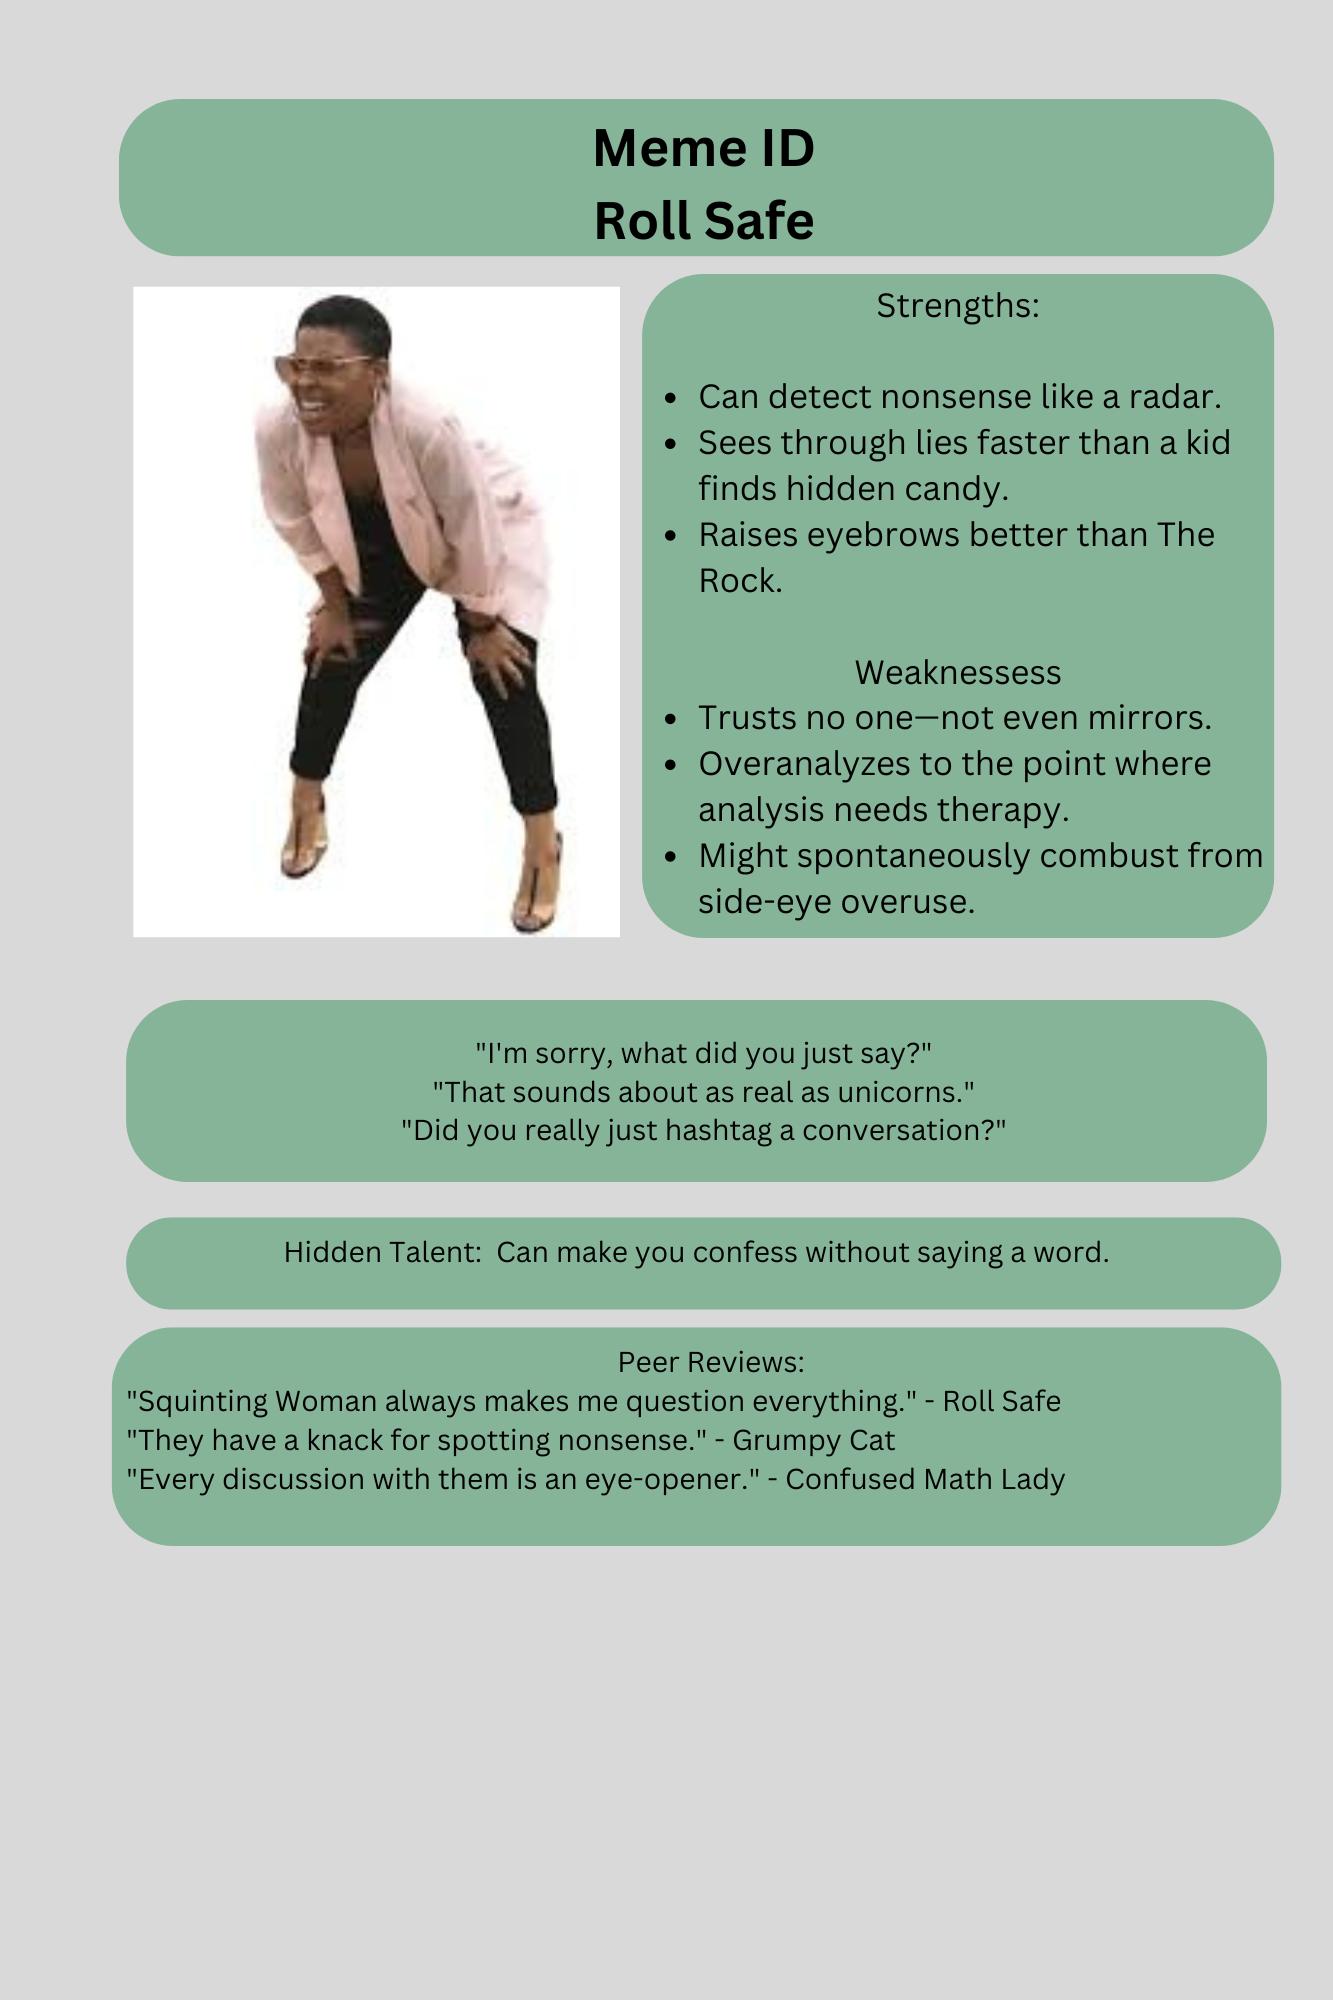 Meme ID
Roll Safe
Strengths:
• Can detect nonsense like a radar.
• Sees through lies faster than a kid
finds hidden candy.
• Raises eyebrows better than The
Rock.
Weaknessess
• Trusts no one—not even mirrors.
• Overanalyzes to the point where
analysis needs therapy.
• Might spontaneously combust from
side-eye overuse.
"I'm sorry, what did you just say?"
"That sounds about as real as unicorns."
"Did you really just hashtag a conversation?"
Hidden Talent:  Can make you confess without saying a word.
Peer Reviews:
"Squinting Woman always makes me question everything." - Roll Safe
"They have a knack for spotting nonsense." - Grumpy Cat
"Every discussion with them is an eye-opener." - Confused Math Lady